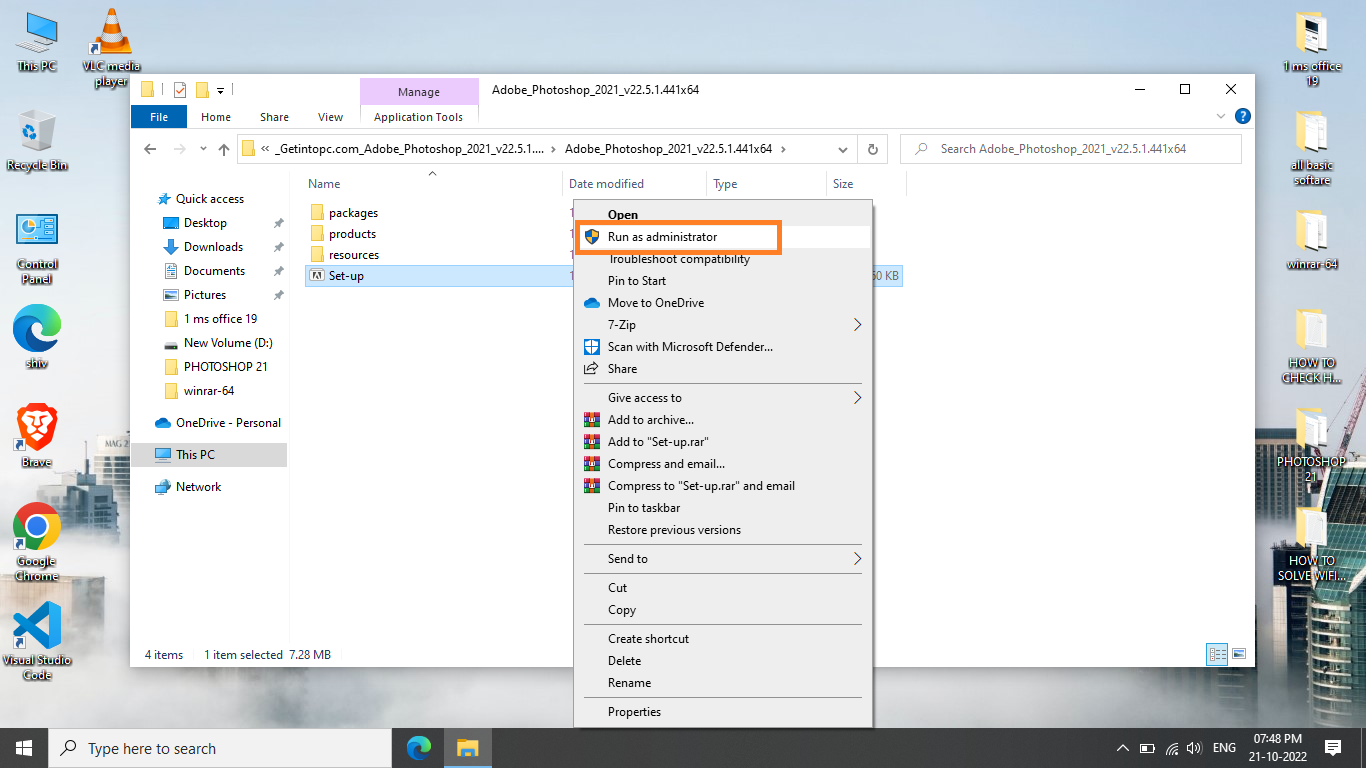 This PC
VLC media
player
Recycle Bin
Control
Panel
shiv
Brave
Google
Chrome
Visual Studio
Code
Manage
Adobe_Photoshop_2021_v22.5.1.441x64
File
Home
Share
View
Application Tools
?
« _Getintopc.com_Adobe_Photoshop_2021_v22.5.1.... › Adobe_Photoshop_2021_v22.5.1.441x64 ›
Search Adobe_Photoshop_2021_v22.5.1.441x64
Quick access
Desktop
Downloads
Documents
Pictures
1 ms office 19
New Volume (D:)
PHOTOSHOP 21
winrar-64
OneDrive - Personal
This PC
Network
Name
Date modified
Type
Size
packages
products
resources
Set-up
KB
Open
Run as administrator
Troubleshoot compatibility
Pin to Start
Move to OneDrive
7-Zip
Scan with Microsoft Defender...
Share
Give access to
Add to archive...
Add to "Set-up.rar"
Compress and email...
Compress to "Set-up.rar" and email
Pin to taskbar
Restore previous versions
Send to
Cut
Copy
Create shortcut
Delete
Rename
Properties
4 items
1 item selected 7.28 MB
1 ms office
19
all basic
softare
winrar-64
HOW TO
CHECK H...
PHOTOSHOP
21
HOW TO
SOLVE WIFI...
MAG 2
Type here to search
ENG
07:48 PM
21-10-2022